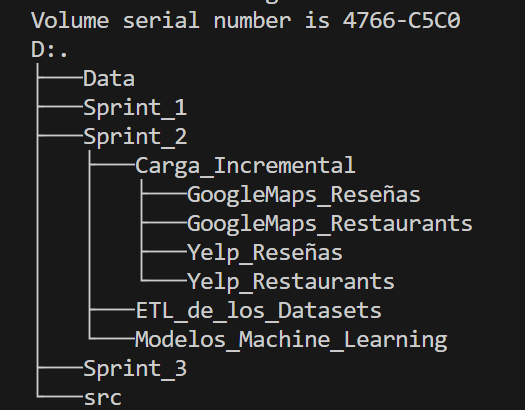 Volume serial number is 4766-C5C0
D:.
├───Data
├───Sprint_1
├───Sprint_2
│   ├───Carga_Incremental
│   │   ├───GoogleMaps_Reseñas
│   │   ├───GoogleMaps_Restaurants
│   │   ├───Yelp_Reseñas
│   │   └───Yelp_Restaurants
│   ├───ETL_de_los_Datasets
│   └───Modelos_Machine_Learning
├───Sprint_3
└───src